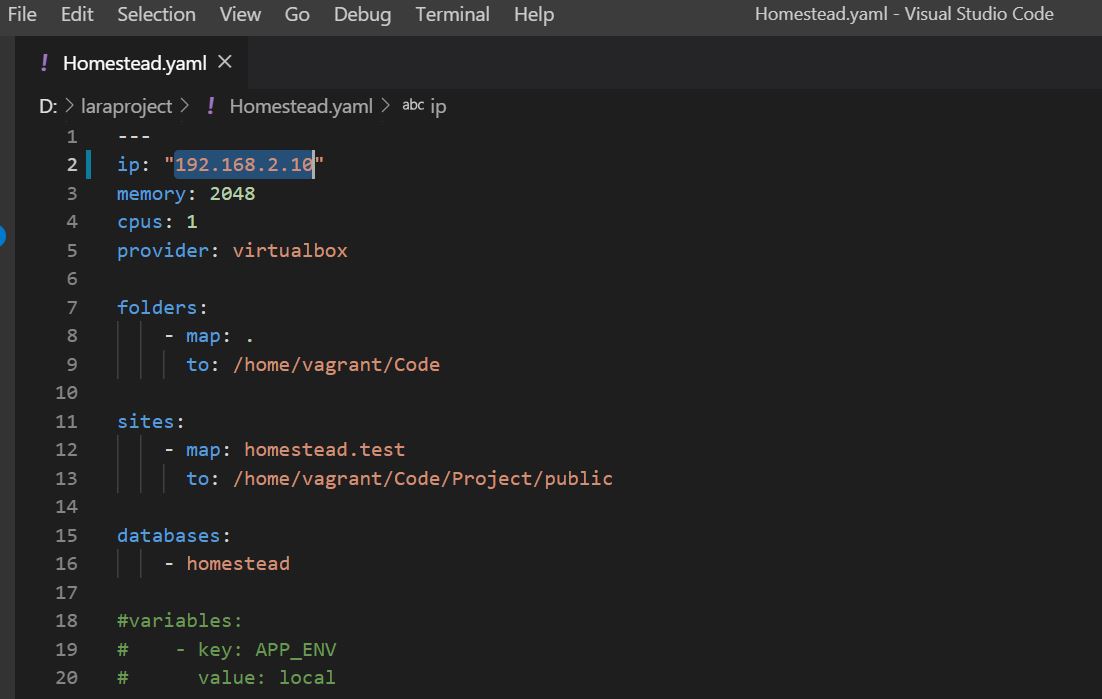 File Edit Selection View Go Debug Terminal Help Homestead.yaml - Visual Studio Code
! Homestead.yaml ×
D: > laraproject > ! Homestead.yaml > abc ip
1 ---
2 ip: "192.168.2.10"
3 memory: 2048
4 cpus: 1
5 provider: virtualbox
6
7 folders:
8     - map: .
9       to: /home/vagrant/Code
10
11 sites:
12     - map: homestead.test
13       to: /home/vagrant/Code/Project/public
14
15 databases:
16     - homestead
17
18 #variables:
19 #    - key: APP_ENV
20 #      value: local